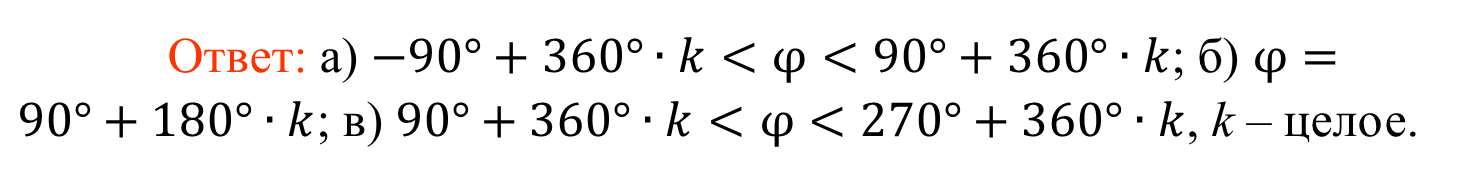 Ответ: а) −90° + 360° · k < φ < 90° + 360° · k; б) φ =
90° + 180° · k; в) 90° + 360° · k < φ < 270° + 360° · k, k – целое.